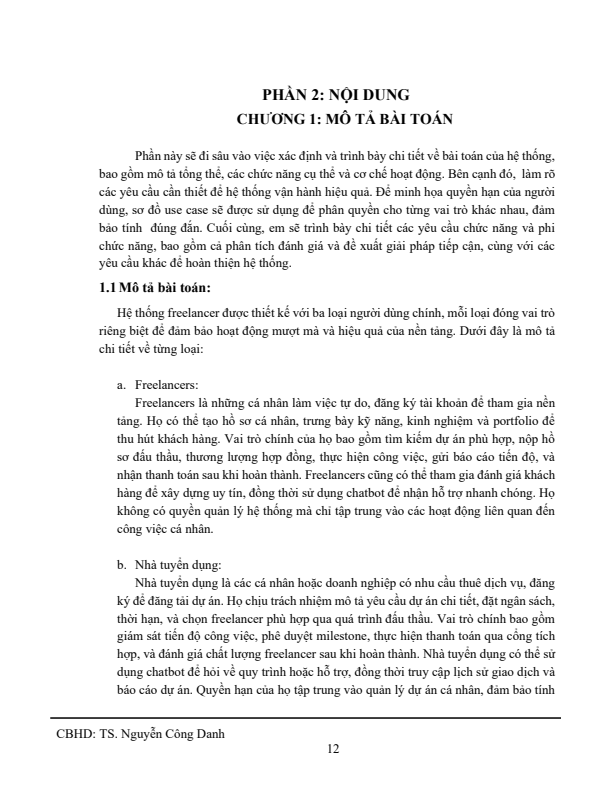 PHẦN 2: NỘI DUNG
CHƯƠNG 1: MÔ TẢ BÀI TOÁN
Phần này sẽ đi sâu vào việc xác định và trình bày chi tiết về bài toán của hệ thống,
bao gồm mô tả tổng thể, các chức năng cụ thể và cơ chế hoạt động. Bên cạnh đó,  làm rõ
các yêu cầu cần thiết để hệ thống vận hành hiệu quả. Để minh họa quyền hạn của người
dùng, sơ đồ use case sẽ được sử dụng để phân quyền cho từng vai trò khác nhau, đảm
bảo tính  đúng đắn. Cuối cùng, em sẽ trình bày chi tiết các yêu cầu chức năng và phi
chức năng, bao gồm cả phân tích đánh giá và đề xuất giải pháp tiếp cận, cùng với các
yêu cầu khác để hoàn thiện hệ thống.
1.1 Mô tả bài toán:
Hệ thống freelancer được thiết kế với ba loại người dùng chính, mỗi loại đóng vai trò
riêng biệt để đảm bảo hoạt động mượt mà và hiệu quả của nền tảng. Dưới đây là mô tả
chi tiết về từng loại:
a. Freelancers:
Freelancers là những cá nhân làm việc tự do, đăng ký tài khoản để tham gia nền
tảng. Họ có thể tạo hồ sơ cá nhân, trưng bày kỹ năng, kinh nghiệm và portfolio để
thu hút khách hàng. Vai trò chính của họ bao gồm tìm kiếm dự án phù hợp, nộp hồ
sơ đấu thầu, thương lượng hợp đồng, thực hiện công việc, gửi báo cáo tiến độ, và
nhận thanh toán sau khi hoàn thành. Freelancers cũng có thể tham gia đánh giá khách
hàng để xây dựng uy tín, đồng thời sử dụng chatbot để nhận hỗ trợ nhanh chóng. Họ
không có quyền quản lý hệ thống mà chỉ tập trung vào các hoạt động liên quan đến
công việc cá nhân.
b. Nhà tuyển dụng:
Nhà tuyển dụng là các cá nhân hoặc doanh nghiệp có nhu cầu thuê dịch vụ, đăng
ký để đăng tải dự án. Họ chịu trách nhiệm mô tả yêu cầu dự án chi tiết, đặt ngân sách,
thời hạn, và chọn freelancer phù hợp qua quá trình đấu thầu. Vai trò chính bao gồm
giám sát tiến độ công việc, phê duyệt milestone, thực hiện thanh toán qua cổng tích
hợp, và đánh giá chất lượng freelancer sau khi hoàn thành. Nhà tuyển dụng có thể sử
dụng chatbot để hỏi về quy trình hoặc hỗ trợ, đồng thời truy cập lịch sử giao dịch và
báo cáo dự án. Quyền hạn của họ tập trung vào quản lý dự án cá nhân, đảm bảo tính
CBHD: TS. Nguyễn Công Danh
12